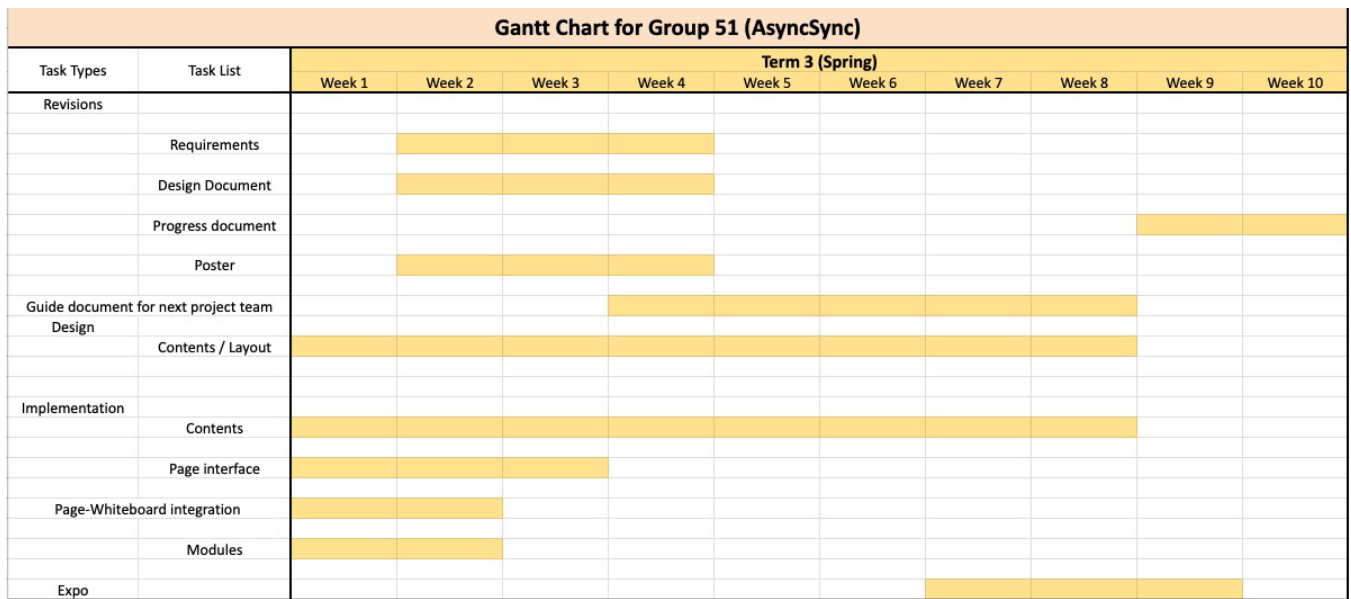 Gantt Chart for Group 51 (AsyncSync)
Task Types Task List Term 3 (Spring)
Week 1 Week 2 Week 3 Week 4 Week 5 Week 6 Week 7 Week 8 Week 9 Week 10
Revisions
Requirements
Design Document
Progress document
Poster
Guide document for next project team
Design
Contents / Layout
Implementation
Contents
Page interface
Page-Whiteboard integration
Modules
Expo